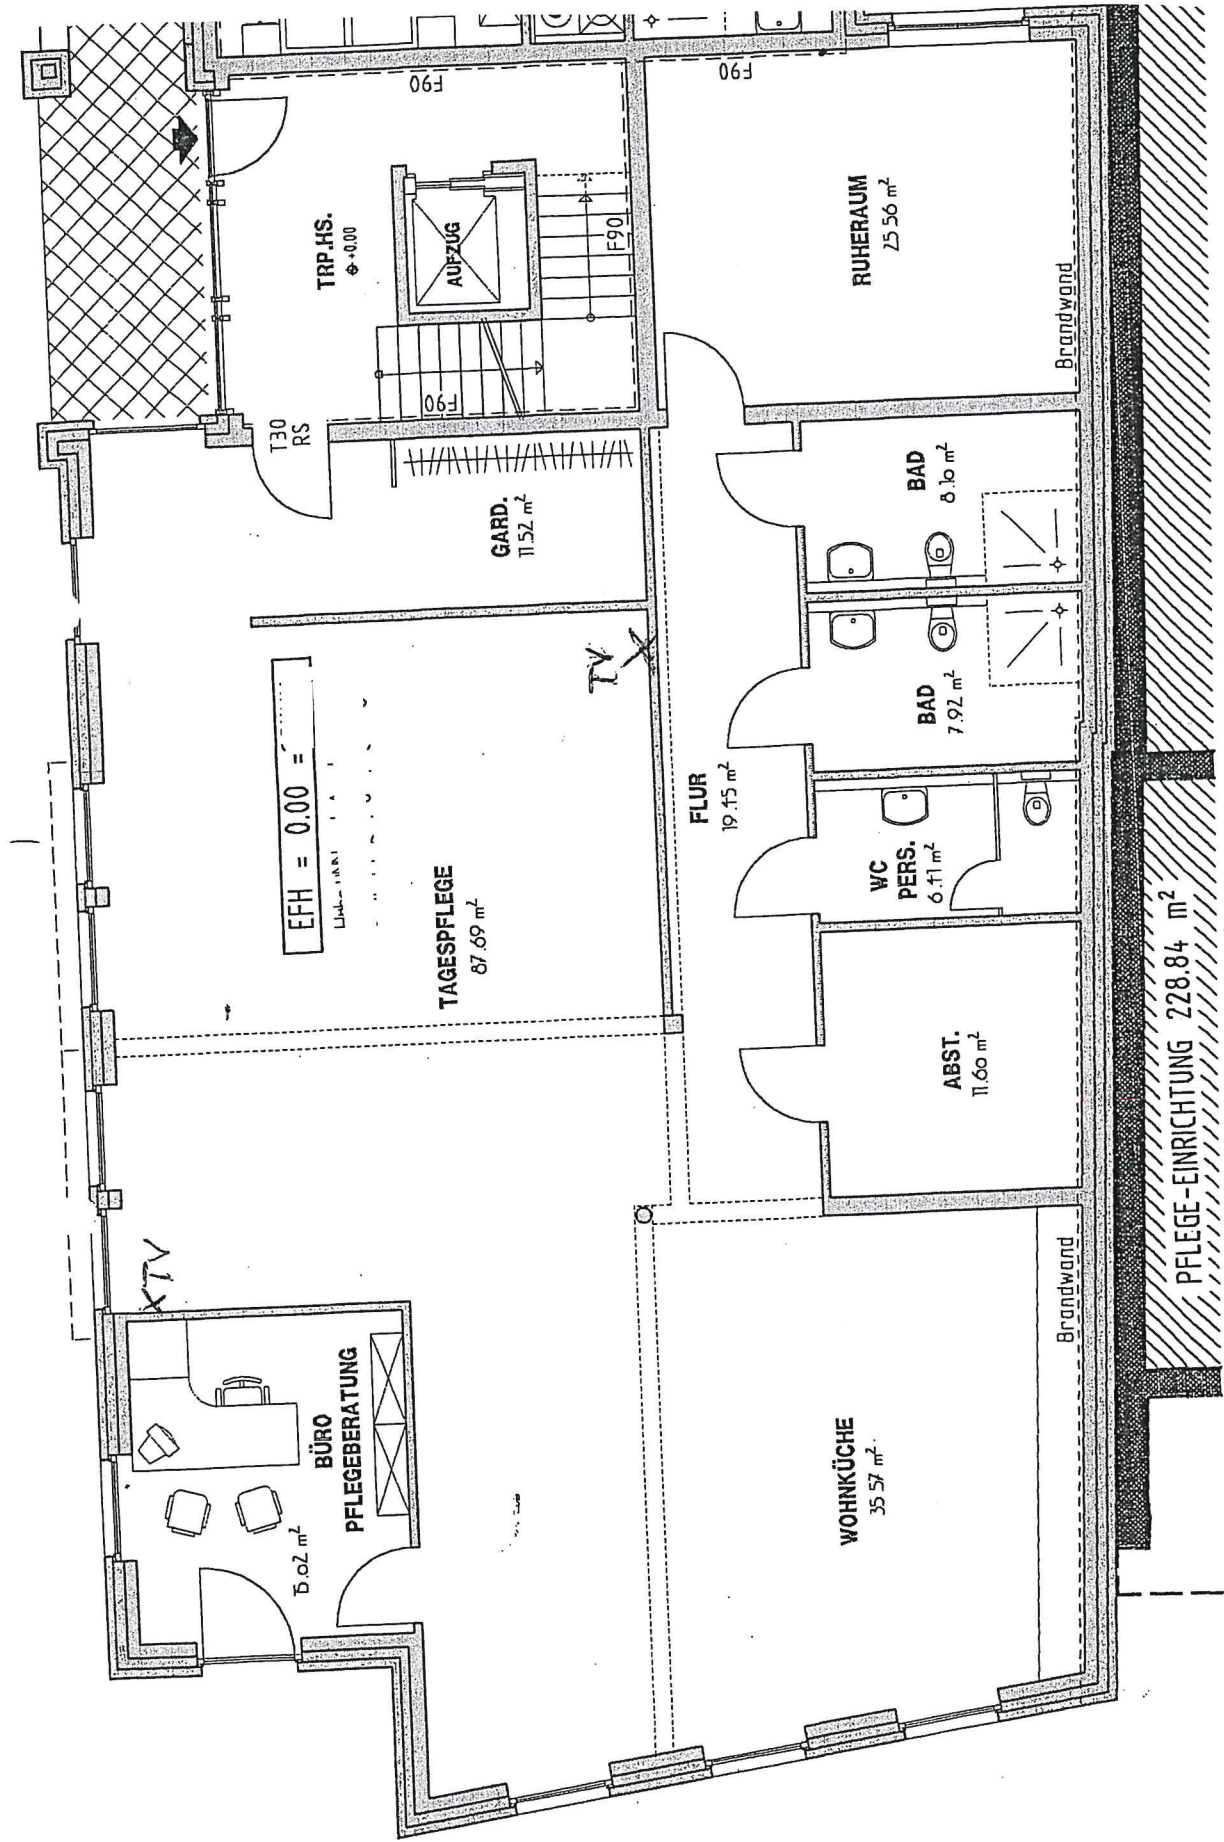 F90
F90
TRP.HS.
±0.00
AUFZUG
F90
F90
T30
RS
RUHERAUM
25.56 m²
Brandwand
GARD.
11.52 m²
BAD
8.10 m²
TV
BAD
7.92 m²
EFH = 0.00 =
FLUR
19.15 m²
TAGESPFLEGE
87.69 m²
WC
PERS.
6.11 m²
ABST.
11.60 m²
TV
BÜRO
PFLEGEBERATUNG
15.02 m²
WOHNKÜCHE
35.57 m²
Brandwand
PFLEGE-EINRICHTUNG 228.84 m²